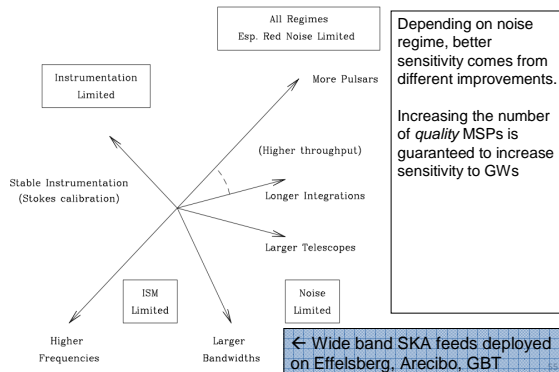 All Regimes
Esp. Red Noise Limited
Instrumentation
Limited
More Pulsars
(Higher throughput)
Stable Instrumentation
(Stokes calibration)
Longer Integrations
Larger Telescopes
ISM
Limited
Noise
Limited
Higher
Frequencies
Larger
Bandwidths
Depending on noise
regime, better
sensitivity comes from
different improvements.
Increasing the number
of quality MSPs is
guaranteed to increase
sensitivity to GWs
← Wide band SKA feeds deployed
on Effelsberg, Arecibo, GBT